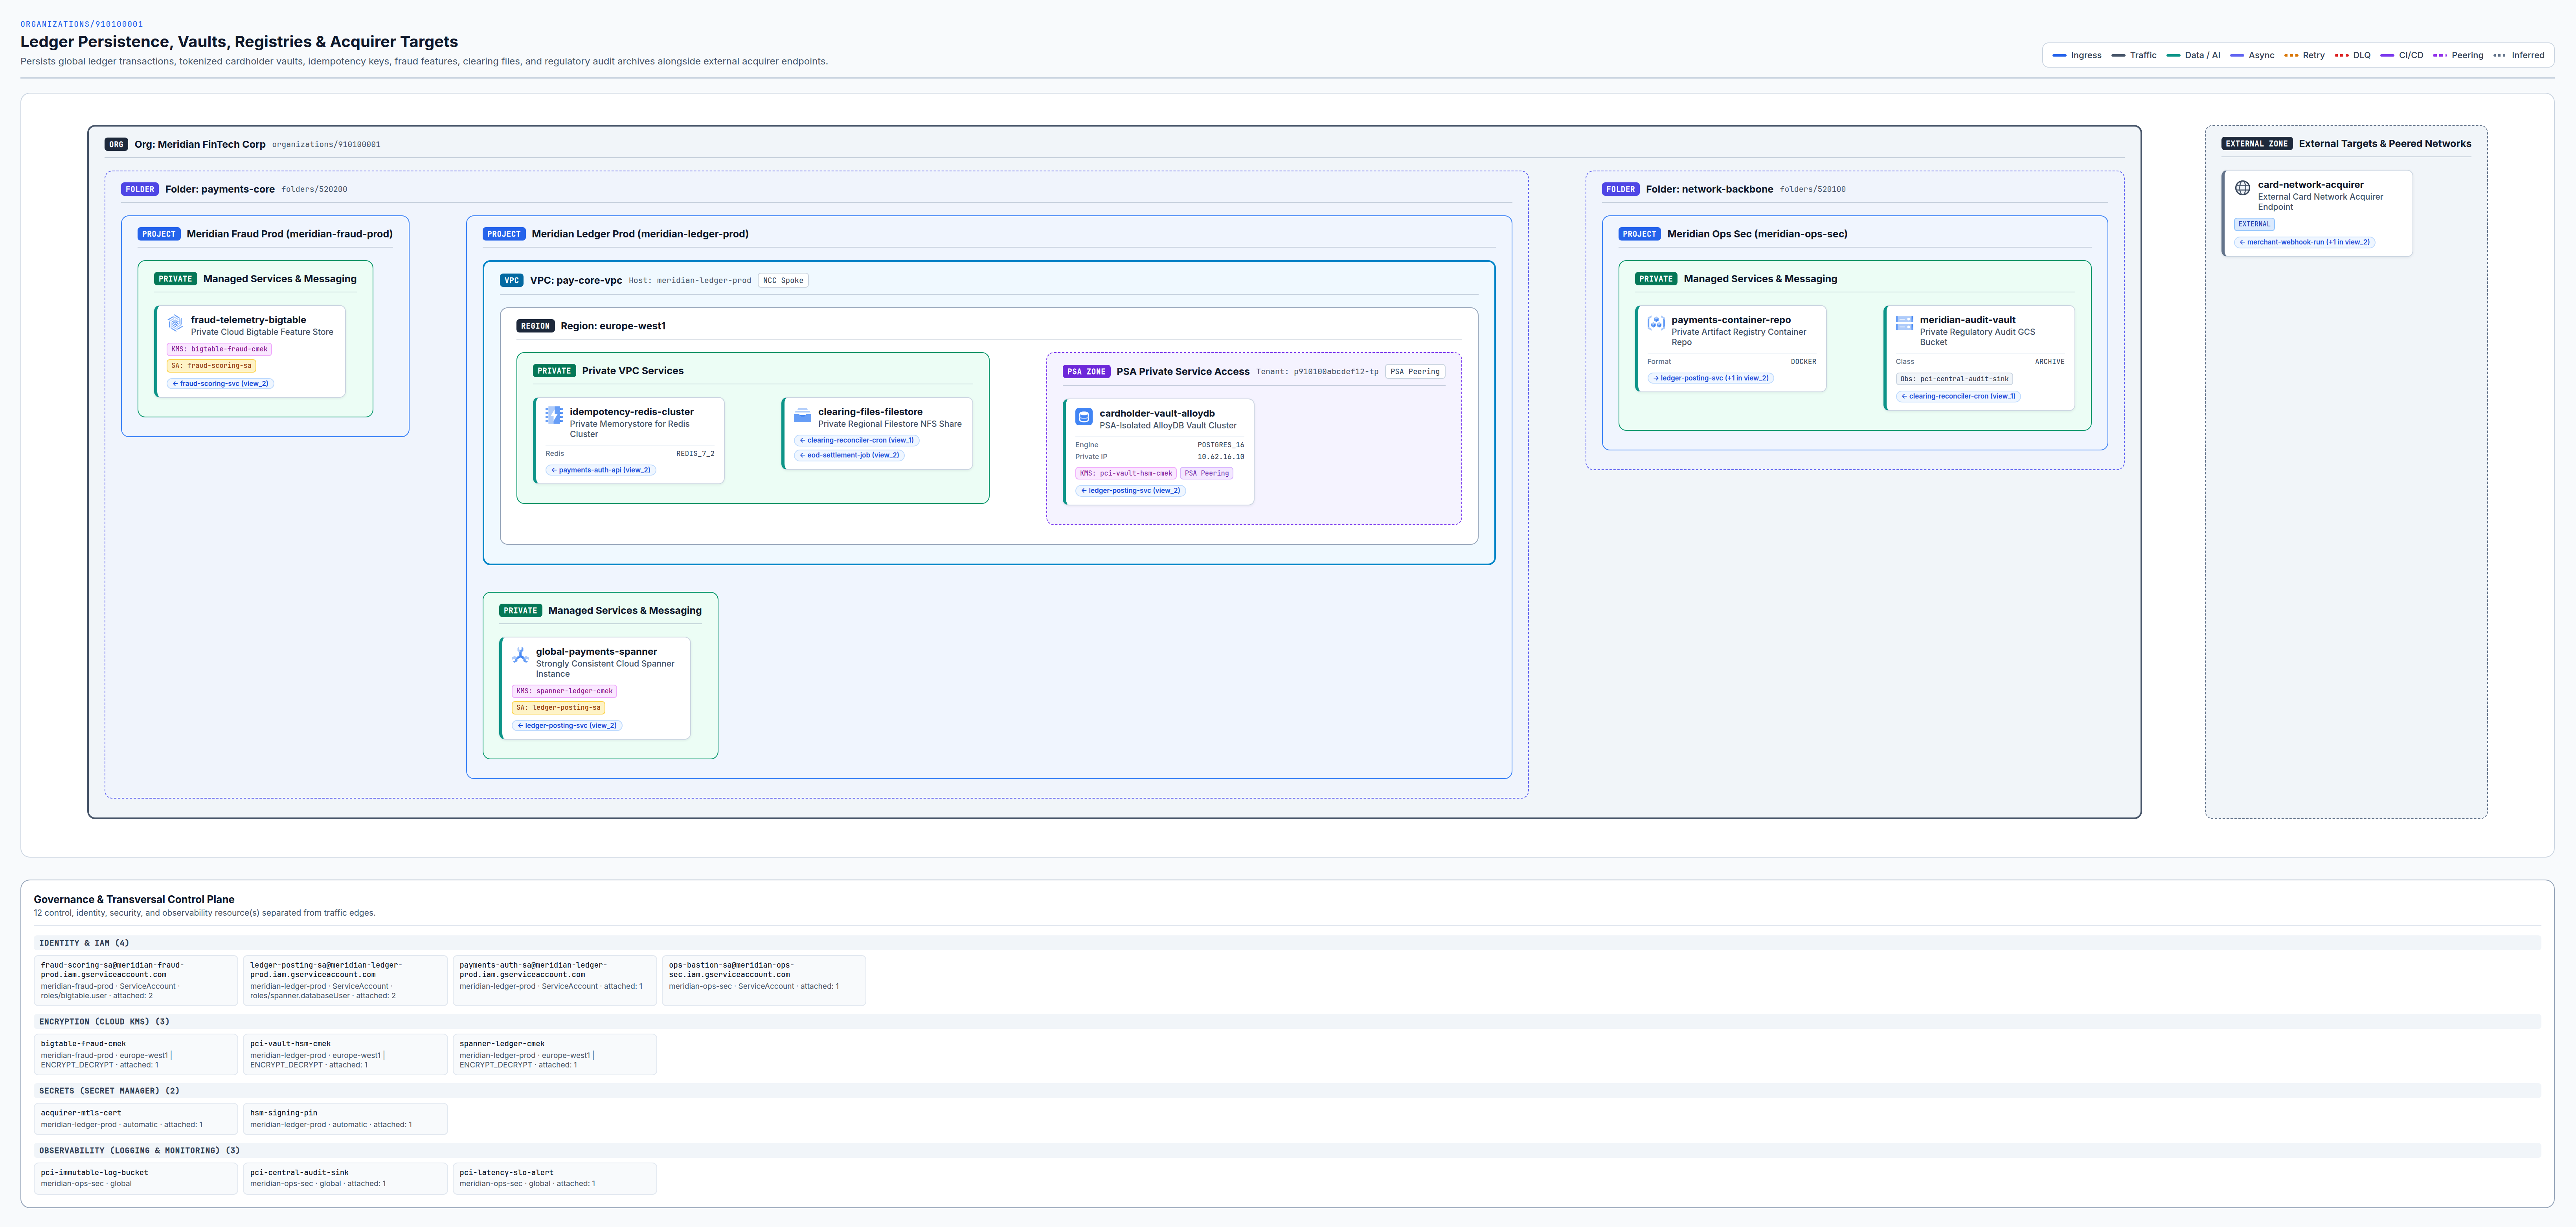 ORGANIZATIONS/910100001
Ledger Persistence, Vaults, Registries & Acquirer Targets
Persists global ledger transactions, tokenized cardholder vaults, idempotency keys, fraud features, clearing files, and regulatory audit archives alongside external acquirer endpoints.
Ingress Traffic Data / AI Async Retry DLQ CI/CD Peering Inferred
ORG Org: Meridian FinTech Corp organizations/910100001
FOLDER Folder: payments-core folders/520200
PROJECT Meridian Fraud Prod (meridian-fraud-prod)
PRIVATE Managed Services & Messaging
fraud-telemetry-bigtable
Private Cloud Bigtable Feature Store
KMS: bigtable-fraud-cmek
SA: fraud-scoring-sa
← fraud-scoring-svc (view_2)
PROJECT Meridian Ledger Prod (meridian-ledger-prod)
VPC VPC: pay-core-vpc Host: meridian-ledger-prod NCC Spoke
REGION Region: europe-west1
PRIVATE Private VPC Services
idempotency-redis-cluster
Private Memorystore for Redis
Cluster
Redis REDIS_7_2
← payments-auth-api (view_2)
clearing-files-filestore
Private Regional Filestore NFS Share
← clearing-reconciler-cron (view_1)
← eod-settlement-job (view_2)
PSA ZONE PSA Private Service Access Tenant: p910100abcdef12-tp PSA Peering
cardholder-vault-alloydb
PSA-Isolated AlloyDB Vault Cluster
Engine POSTGRES_16
Private IP 10.62.16.10
KMS: pci-vault-hsm-cmek PSA Peering
← ledger-posting-svc (view_2)
PRIVATE Managed Services & Messaging
global-payments-spanner
Strongly Consistent Cloud Spanner
Instance
KMS: spanner-ledger-cmek
SA: ledger-posting-sa
← ledger-posting-svc (view_2)
FOLDER Folder: network-backbone folders/520100
PROJECT Meridian Ops Sec (meridian-ops-sec)
PRIVATE Managed Services & Messaging
payments-container-repo
Private Artifact Registry Container
Repo
Format DOCKER
→ ledger-posting-svc (+1 in view_2)
meridian-audit-vault
Private Regulatory Audit GCS
Bucket
Class ARCHIVE
Obs: pci-central-audit-sink
← clearing-reconciler-cron (view_1)
EXTERNAL ZONE External Targets & Peered Networks
card-network-acquirer
External Card Network Acquirer
Endpoint
EXTERNAL
← merchant-webhook-run (+1 in view_2)
Governance & Transversal Control Plane
12 control, identity, security, and observability resource(s) separated from traffic edges.
IDENTITY & IAM (4)
fraud-scoring-sa@meridian-fraud-
prod.iam.gserviceaccount.com
meridian-fraud-prod · ServiceAccount ·
roles/bigtable.user · attached: 2
ledger-posting-sa@meridian-ledger-
prod.iam.gserviceaccount.com
meridian-ledger-prod · ServiceAccount ·
roles/spanner.databaseUser · attached: 2
payments-auth-sa@meridian-ledger-
prod.iam.gserviceaccount.com
meridian-ledger-prod · ServiceAccount · attached: 1
ops-bastion-sa@meridian-ops-
sec.iam.gserviceaccount.com
meridian-ops-sec · ServiceAccount · attached: 1
ENCRYPTION (CLOUD KMS) (3)
bigtable-fraud-cmek
meridian-fraud-prod · europe-west1 |
ENCRYPT_DECRYPT · attached: 1
pci-vault-hsm-cmek
meridian-ledger-prod · europe-west1 |
ENCRYPT_DECRYPT · attached: 1
spanner-ledger-cmek
meridian-ledger-prod · europe-west1 |
ENCRYPT_DECRYPT · attached: 1
SECRETS (SECRET MANAGER) (2)
acquirer-mtls-cert
meridian-ledger-prod · automatic · attached: 1
hsm-signing-pin
meridian-ledger-prod · automatic · attached: 1
OBSERVABILITY (LOGGING & MONITORING) (3)
pci-immutable-log-bucket
meridian-ops-sec · global
pci-central-audit-sink
meridian-ops-sec · global · attached: 1
pci-latency-slo-alert
meridian-ops-sec · global · attached: 1